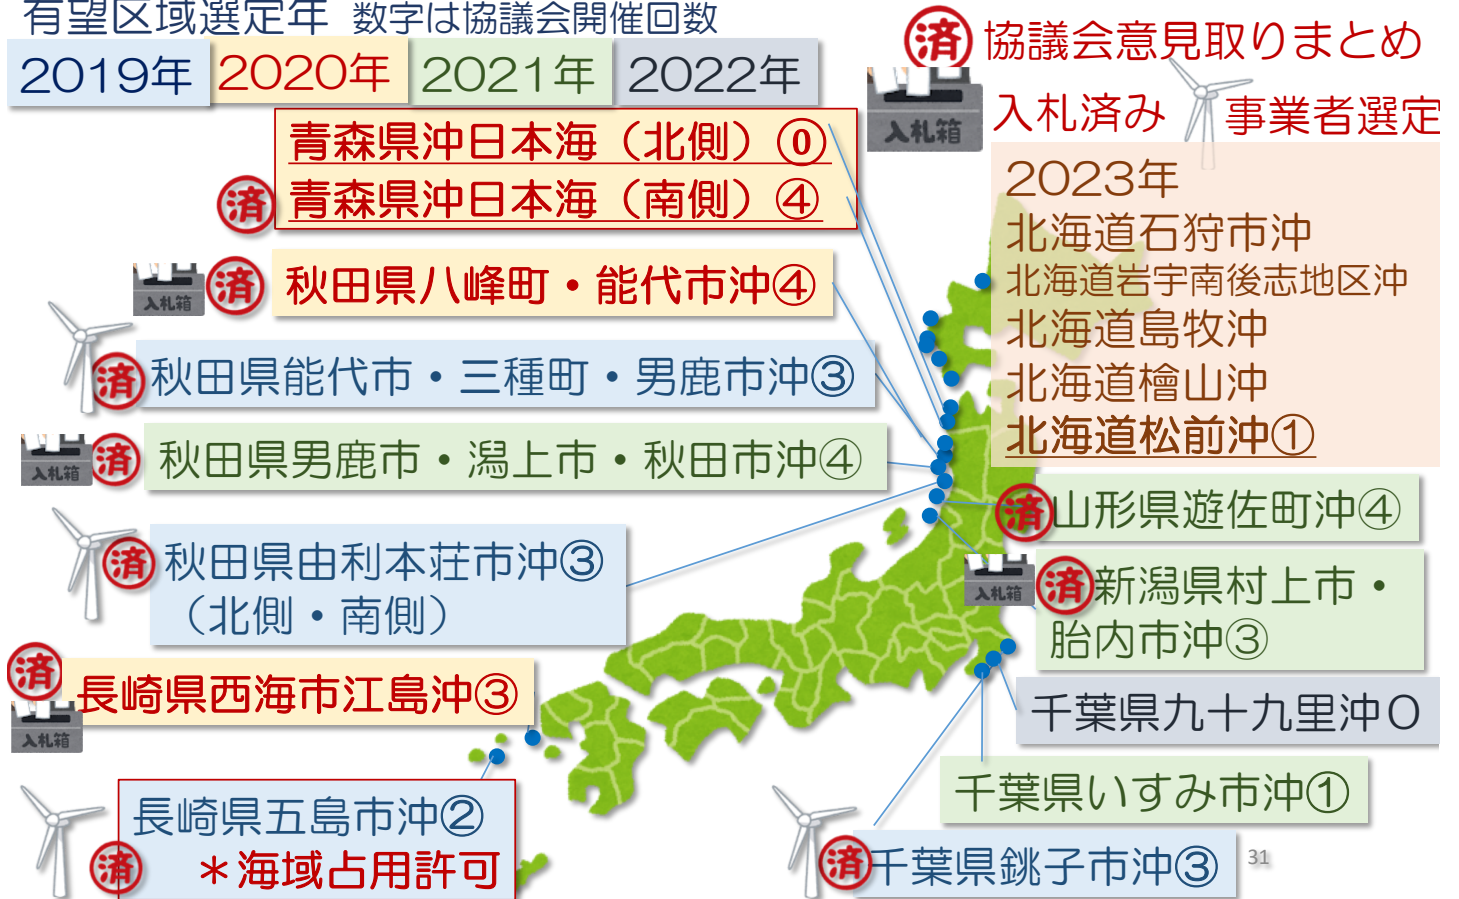 有望区域選定年 数字は協議会開催回数
2019年 2020年 2021年 2022年
済 協議会意見取りまとめ
入札箱 入札済み 事業者選定
青森県沖日本海（北側）⓪
済 青森県沖日本海（南側）④
入札箱 済 秋田県八峰町・能代市沖④
済 秋田県能代市・三種町・男鹿市沖③
入札箱 済 秋田県男鹿市・潟上市・秋田市沖④
済 秋田県由利本荘市沖③
（北側・南側）
済 長崎県西海市江島沖③
入札箱
長崎県五島市沖②
済 ＊海域占用許可
2023年
北海道石狩市沖
北海道岩宇南後志地区沖
北海道島牧沖
北海道檜山沖
北海道松前沖①
済 山形県遊佐町沖④
入札箱 済 新潟県村上市・
胎内市沖③
千葉県九十九里沖０
千葉県いすみ市沖①
済 千葉県銚子市沖③
31